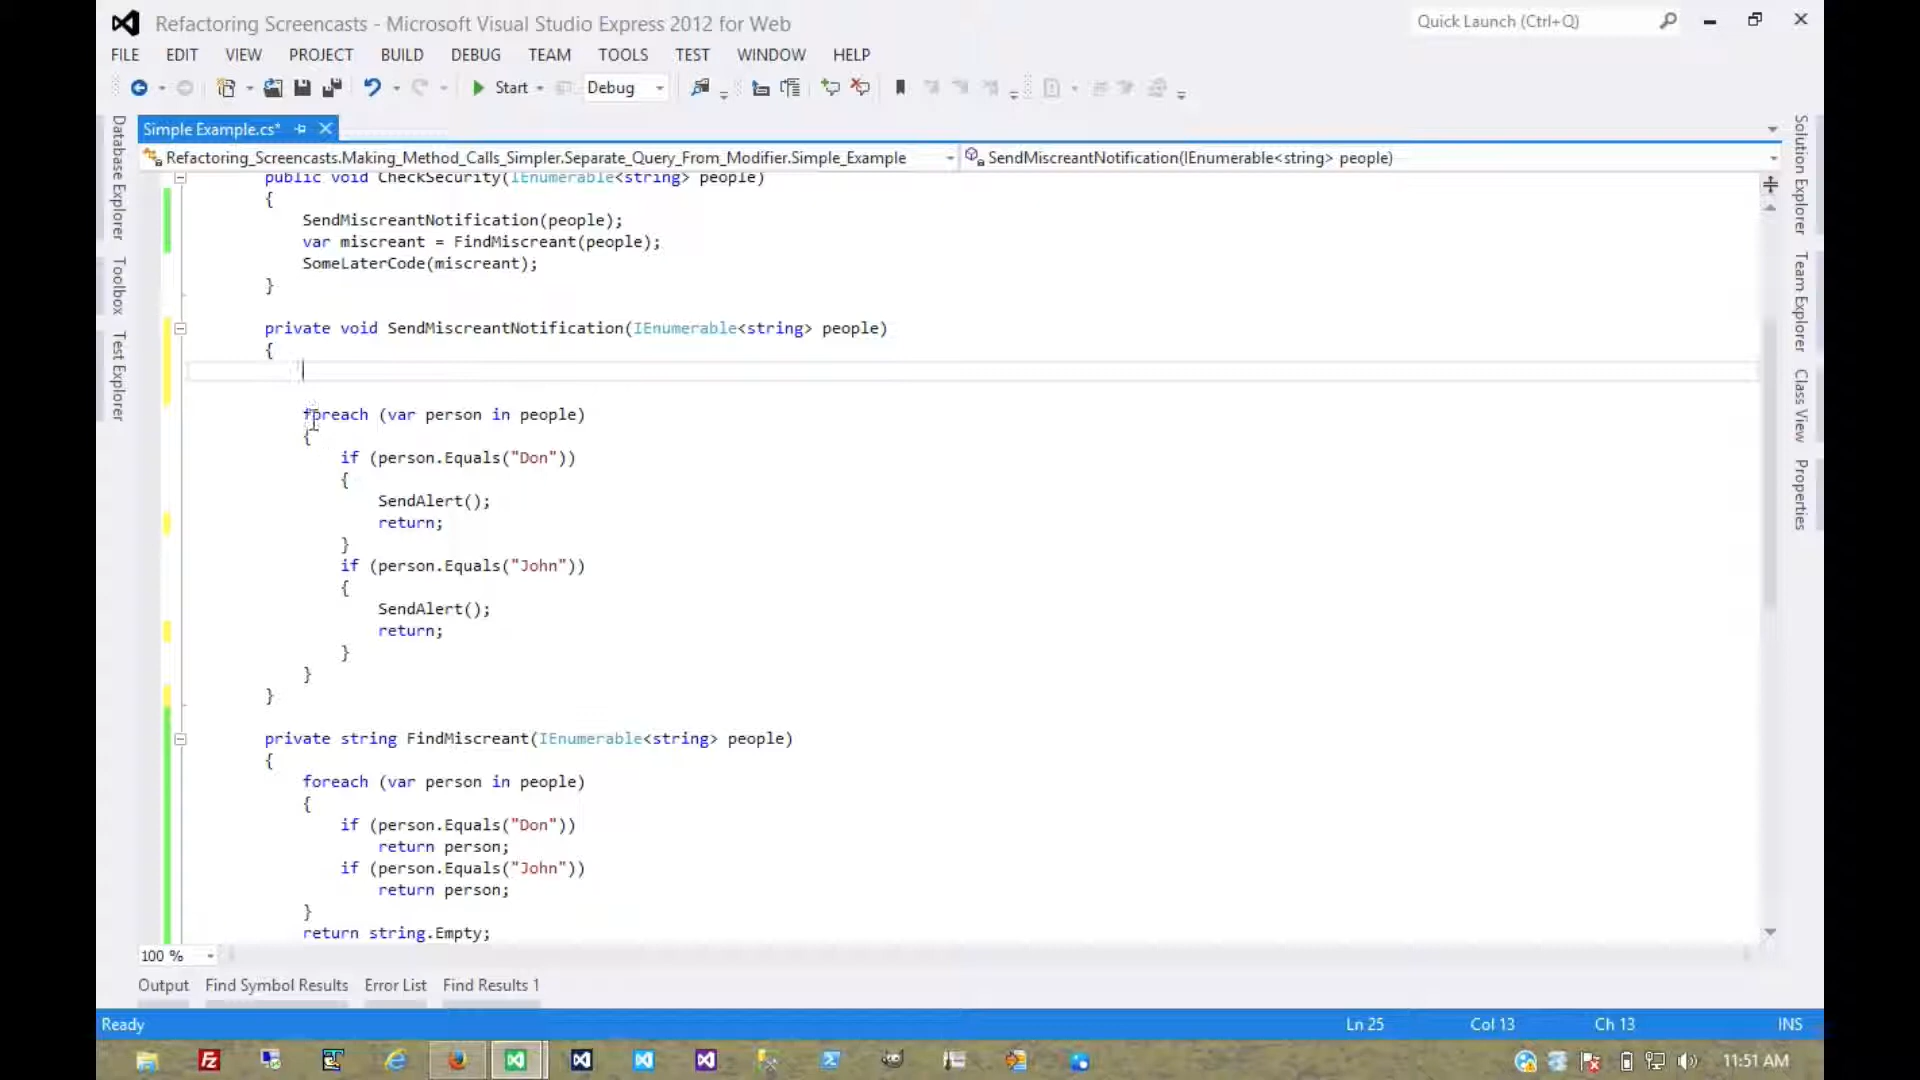 Refactoring Screencasts - Microsoft Visual Studio Express 2012 for Web
Quick Launch (Ctrl+Q)
FILE EDIT VIEW PROJECT BUILD DEBUG TEAM TOOLS TEST WINDOW HELP
Start Debug
Simple Example.cs*
Refactoring_Screencasts.Making_Method_Calls_Simpler.Separate_Query_From_Modifier.Simple_Example
SendMiscreantNotification(IEnumerable<string> people)
public void CheckSecurity(IEnumerable<string> people)
{
SendMiscreantNotification(people);
var miscreant = FindMiscreant(people);
SomeLaterCode(miscreant);
}
private void SendMiscreantNotification(IEnumerable<string> people)
{
foreach (var person in people)
{
if (person.Equals("Don"))
{
SendAlert();
return;
}
if (person.Equals("John"))
{
SendAlert();
return;
}
}
}
private string FindMiscreant(IEnumerable<string> people)
{
foreach (var person in people)
{
if (person.Equals("Don"))
return person;
if (person.Equals("John"))
return person;
}
return string.Empty;
Database Explorer
Toolbox
Test Explorer
Solution Explorer
Team Explorer
Class View
Properties
100 %
Output Find Symbol Results Error List Find Results 1
Ready Ln 25 Col 13 Ch 13 INS
11:51 AM